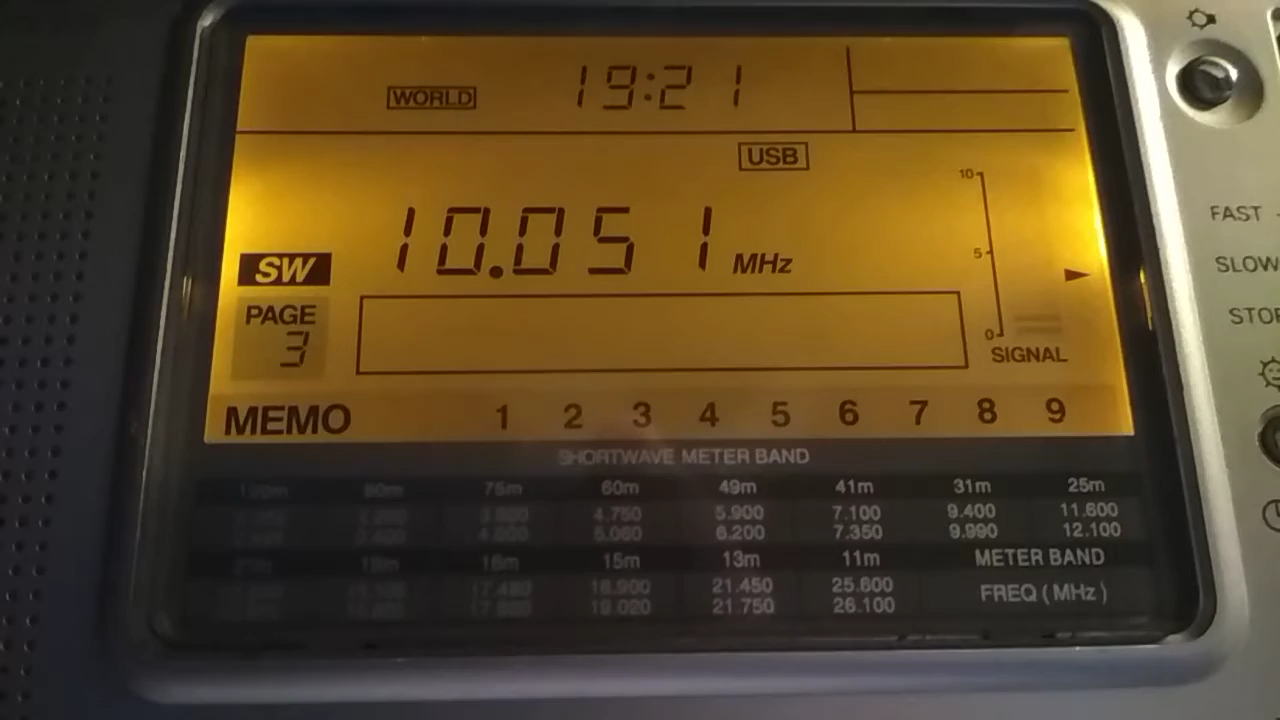 WORLD 19:21
USB
10.051 MHz
SW
PAGE
3
10
5
0
SIGNAL
MEMO 1 2 3 4 5 6 7 8 9
FAST
SLOW
SHORTWAVE METER BAND
75m 60m 49m 41m 31m 25m
4.750 5.900 7.100 9.400 11.600
5.060 6.200 7.350 9.990 12.100
16m 15m 13m 11m METER BAND
17.480 18.900 21.450 25.600 FREQ (MHz)
19.020 21.750 26.100